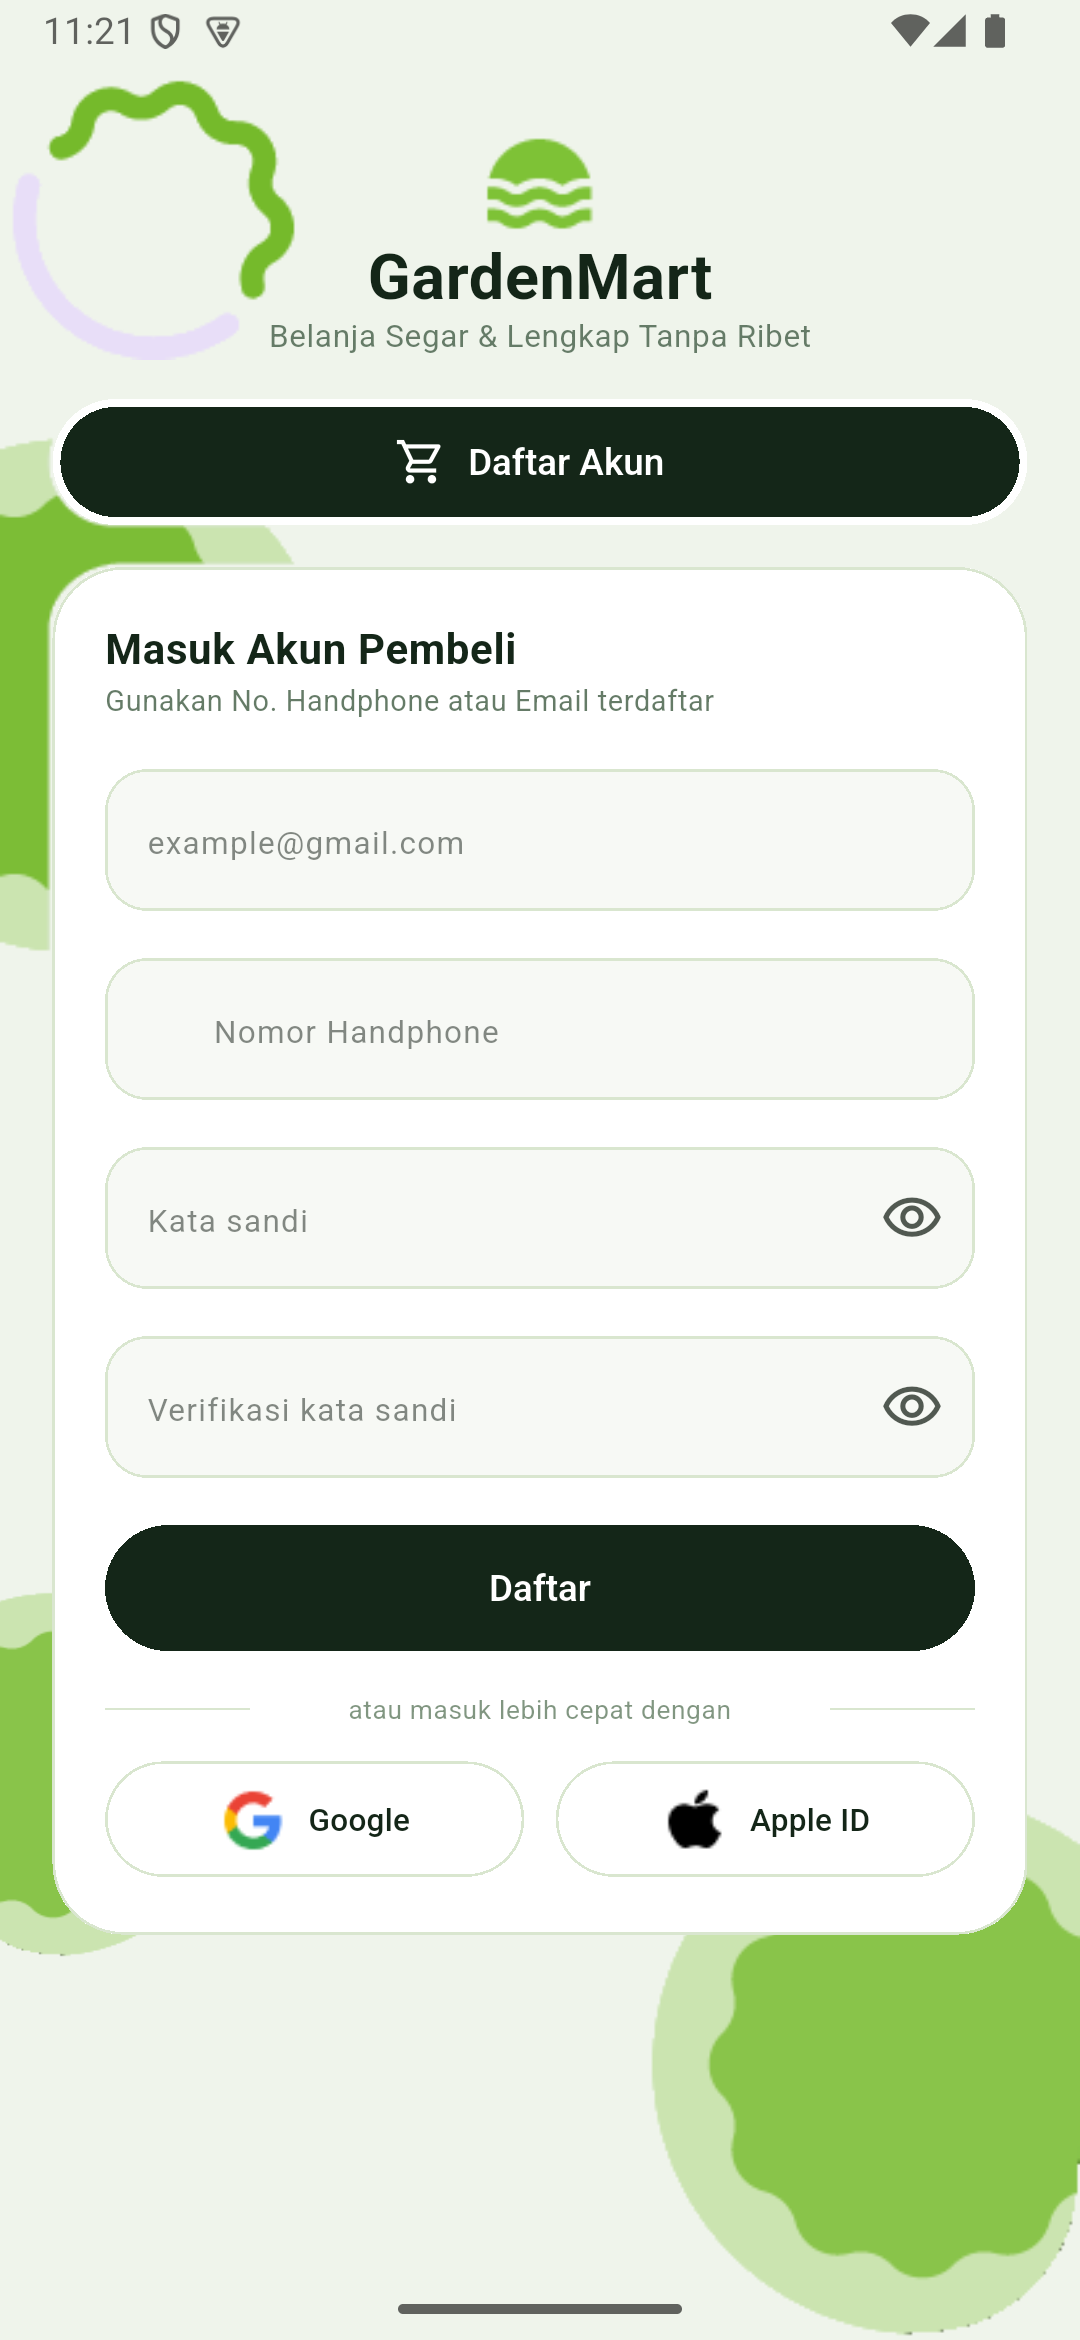 11:21
GardenMart
Belanja Segar & Lengkap Tanpa Ribet
Daftar Akun
Masuk Akun Pembeli
Gunakan No. Handphone atau Email terdaftar
example@gmail.com
Nomor Handphone
Kata sandi
Verifikasi kata sandi
Daftar
atau masuk lebih cepat dengan
Google
Apple ID